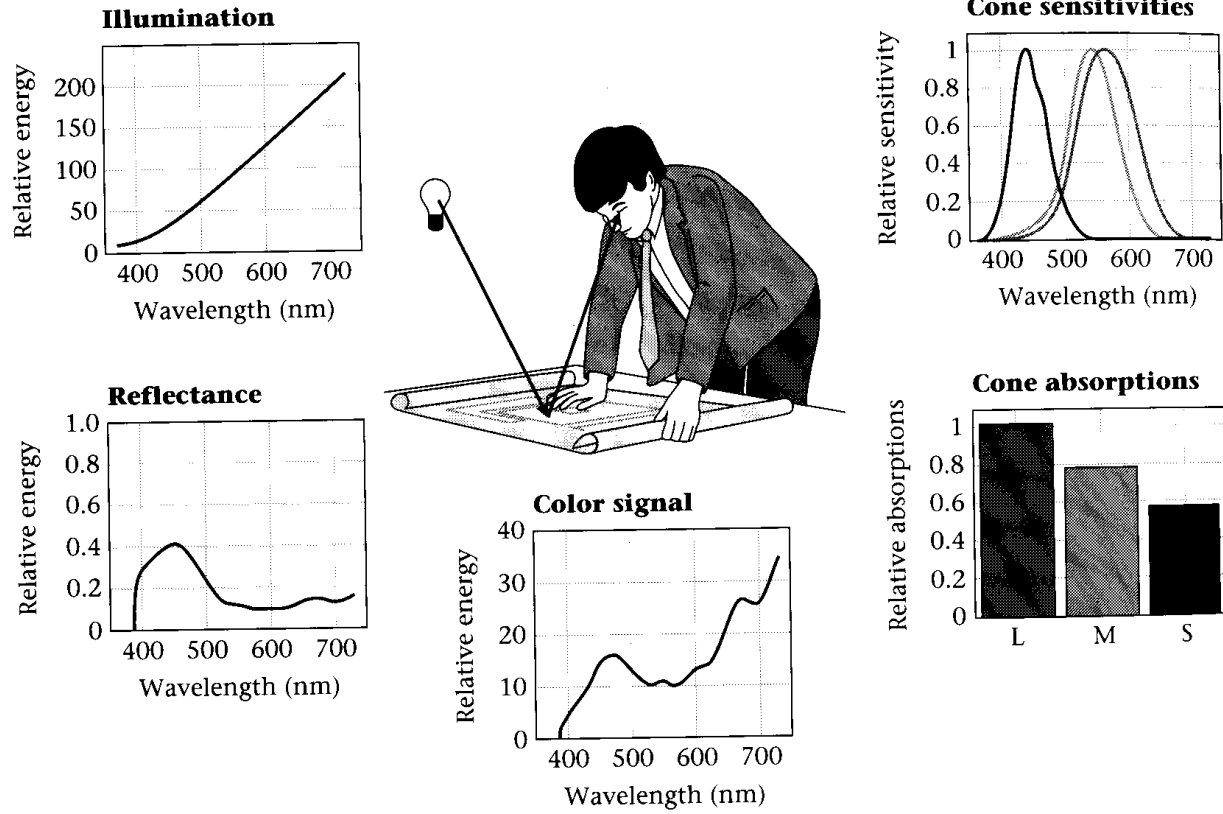 Illumination
Relative energy
200
150
100
50
0
400 500 600 700
Wavelength (nm)
Cone sensitivities
Relative sensitivity
1
0.8
0.6
0.4
0.2
0
400 500 600 700
Wavelength (nm)
Reflectance
Relative energy
1.0
0.8
0.6
0.4
0.2
0
400 500 600 700
Wavelength (nm)
Color signal
Relative energy
40
30
20
10
0
400 500 600 700
Wavelength (nm)
Cone absorptions
Relative absorptions
1
0.8
0.6
0.4
0.2
0
L M S